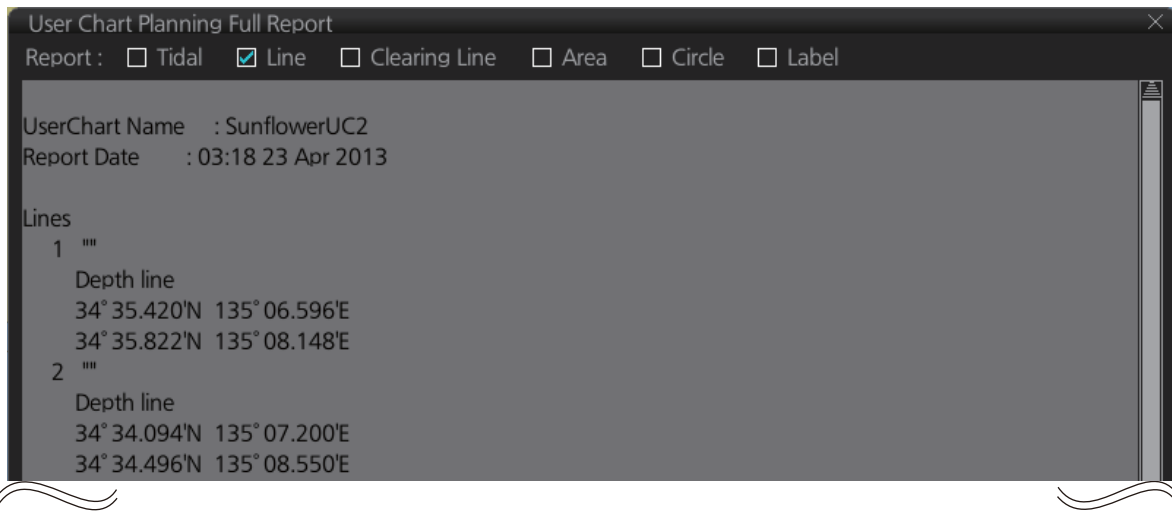 User Chart Planning Full Report
Report : Tidal Line Clearing Line Area Circle Label
UserChart Name : SunflowerUC2
Report Date : 03:18 23 Apr 2013
Lines
1 ""
Depth line
34°35.420'N 135°06.596'E
34°35.822'N 135°08.148'E
2 ""
Depth line
34°34.094'N 135°07.200'E
34°34.496'N 135°08.550'E